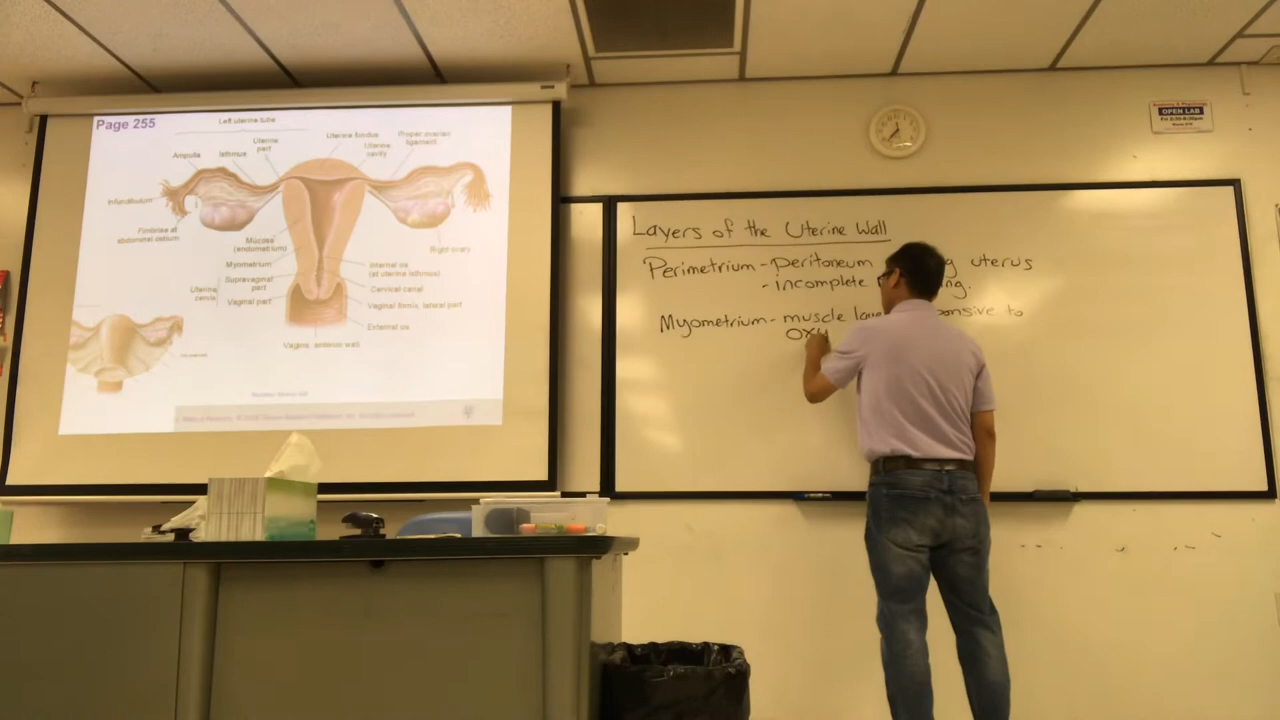 Page 255
Left uterine tube
Uterine part
Uterine fundus
Proper ovarian ligament
Ampulla
Isthmus
Uterine cavity
Infundibulum
Fimbriae at abdominal ostium
Mucosa (endometrium)
Right ovary
Myometrium
Internal os (at uterine isthmus)
Supravaginal part
Uterine cervix
Cervical canal
Vaginal part
Vaginal fornix, lateral part
External os
Vagina, anterior wall
Layers of the Uterine Wall
Perimetrium - peritoneum uterus
- incomplete
Myometrium - muscle to
oxy
Anatomy & Physiology
OPEN LAB